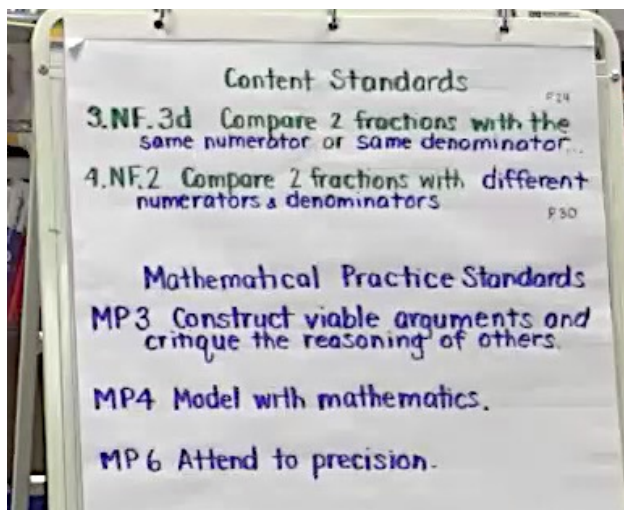 Content Standards
P24
3.NF.3d Compare 2 fractions with the
same numerator or same denominator...
4.NF.2 Compare 2 fractions with different
numerators & denominators
P30
Mathematical Practice Standards
MP3 Construct viable arguments and
critique the reasoning of others.
MP4 Model with mathematics.
MP6 Attend to precision.